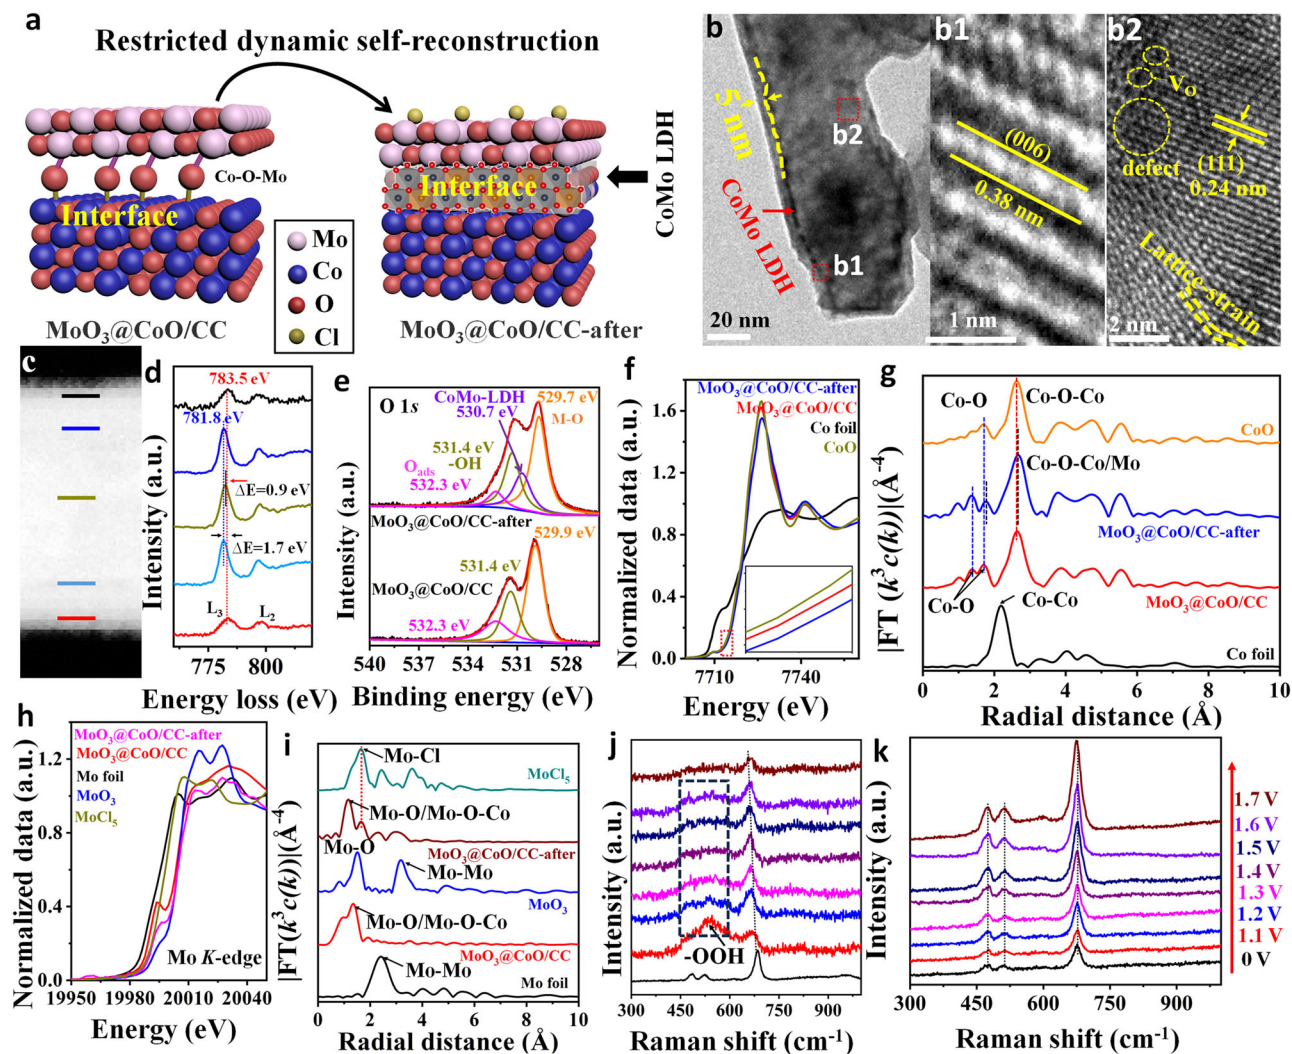 a
Restricted dynamic self-reconstruction
Co-O-Mo
Interface
Interface
CoMo LDH
Mo
Co
O
Cl
MoO₃@CoO/CC
MoO₃@CoO/CC-after
b
5 nm
b2
CoMo LDH
b1
20 nm
b1
(006)
0.38 nm
1 nm
b2
V_O
defect
(111)
0.24 nm
Lattice strain
2 nm
c
d
783.5 eV
781.8 eV
ΔE=0.9 eV
ΔE=1.7 eV
L₃
L₂
775
800
Energy loss (eV)
Intensity (a.u.)
e
O 1s
CoMo-LDH
530.7 eV
529.7 eV
M-O
531.4 eV
-OH
O_ads
532.3 eV
MoO₃@CoO/CC-after
529.9 eV
531.4 eV
MoO₃@CoO/CC
532.3 eV
540
535
531
526
Binding energy (eV)
Intensity (a.u.)
f
MoO₃@CoO/CC-after
MoO₃@CoO/CC
Co foil
CoO
1.6
1.2
0.8
0.4
0.0
7710
7740
Energy (eV)
Normalized data (a.u.)
g
Co-O
Co-O-Co
CoO
Co-O-Co/Mo
MoO₃@CoO/CC-after
Co-O
Co-Co
MoO₃@CoO/CC
Co foil
0
2
4
6
8
10
Radial distance (Å)
|FT (k³ c(k))|(Å⁻⁴)
h
MoO₃@CoO/CC-after
MoO₃@CoO/CC
Mo foil
MoO₃
MoCl₅
Mo K-edge
1.2
0.8
0.4
0.0
19950
19980
20010
20040
Energy (eV)
Normalized data (a.u.)
i
Mo-Cl
MoCl₅
Mo-O/Mo-O-Co
MoO₃@CoO/CC-after
Mo-O
Mo-Mo
MoO₃
Mo-O/Mo-O-Co
MoO₃@CoO/CC
Mo-Mo
Mo foil
0
2
4
6
8
10
Radial distance (Å)
|FT(k³ c(k))|(Å⁻⁴)
j
-OOH
300
450
600
750
900
Raman shift (cm⁻¹)
Intensity (a.u.)
k
1.7 V
1.6 V
1.5 V
1.4 V
1.3 V
1.2 V
1.1 V
0 V
300
450
600
750
900
Raman shift (cm⁻¹)
Intensity (a.u.)